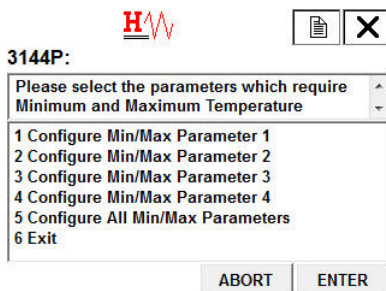 H
3144P:
Please select the parameters which require
Minimum and Maximum Temperature
1 Configure Min/Max Parameter 1
2 Configure Min/Max Parameter 2
3 Configure Min/Max Parameter 3
4 Configure Min/Max Parameter 4
5 Configure All Min/Max Parameters
6 Exit
ABORT ENTER